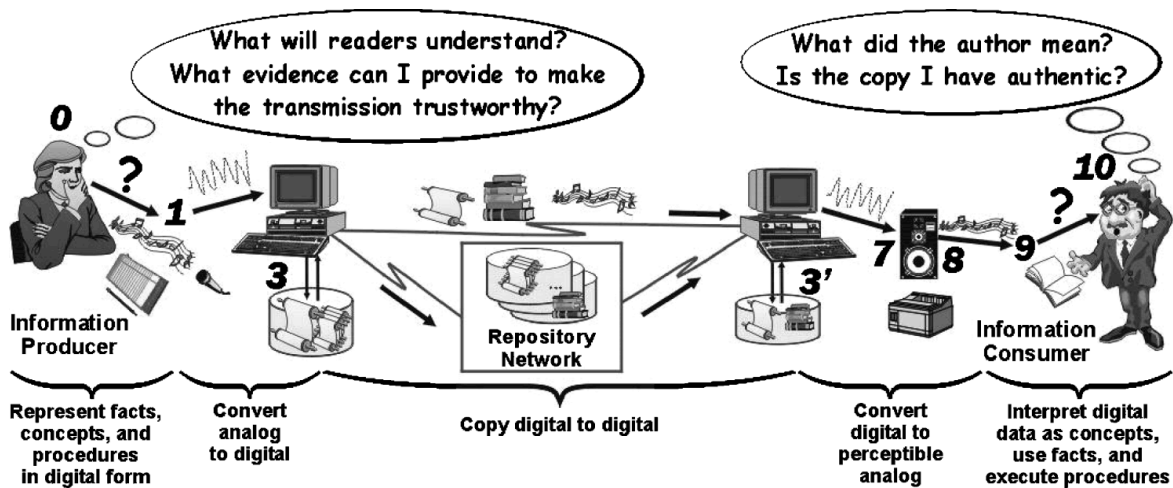 What will readers understand?
What evidence can I provide to make
the transmission trustworthy?
What did the author mean?
Is the copy I have authentic?
0
?
1
3
3'
7
8
9
?
10
...
Information
Producer
Repository
Network
Information
Consumer
Represent facts,
concepts, and
procedures
in digital form
Convert
analog
to digital
Copy digital to digital
Convert
digital to
perceptible
analog
Interpret digital
data as concepts,
use facts, and
execute procedures